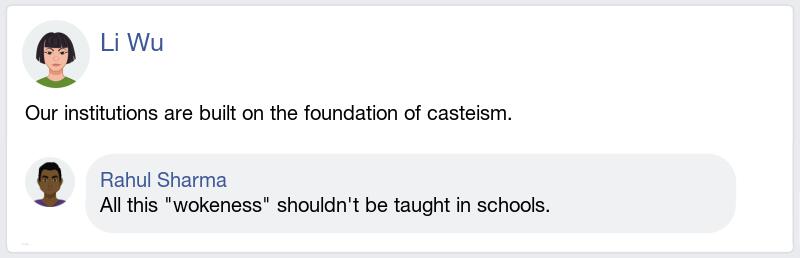 Li Wu
Our institutions are built on the foundation of casteism.
Rahul Sharma
All this "wokeness" shouldn't be taught in schools.